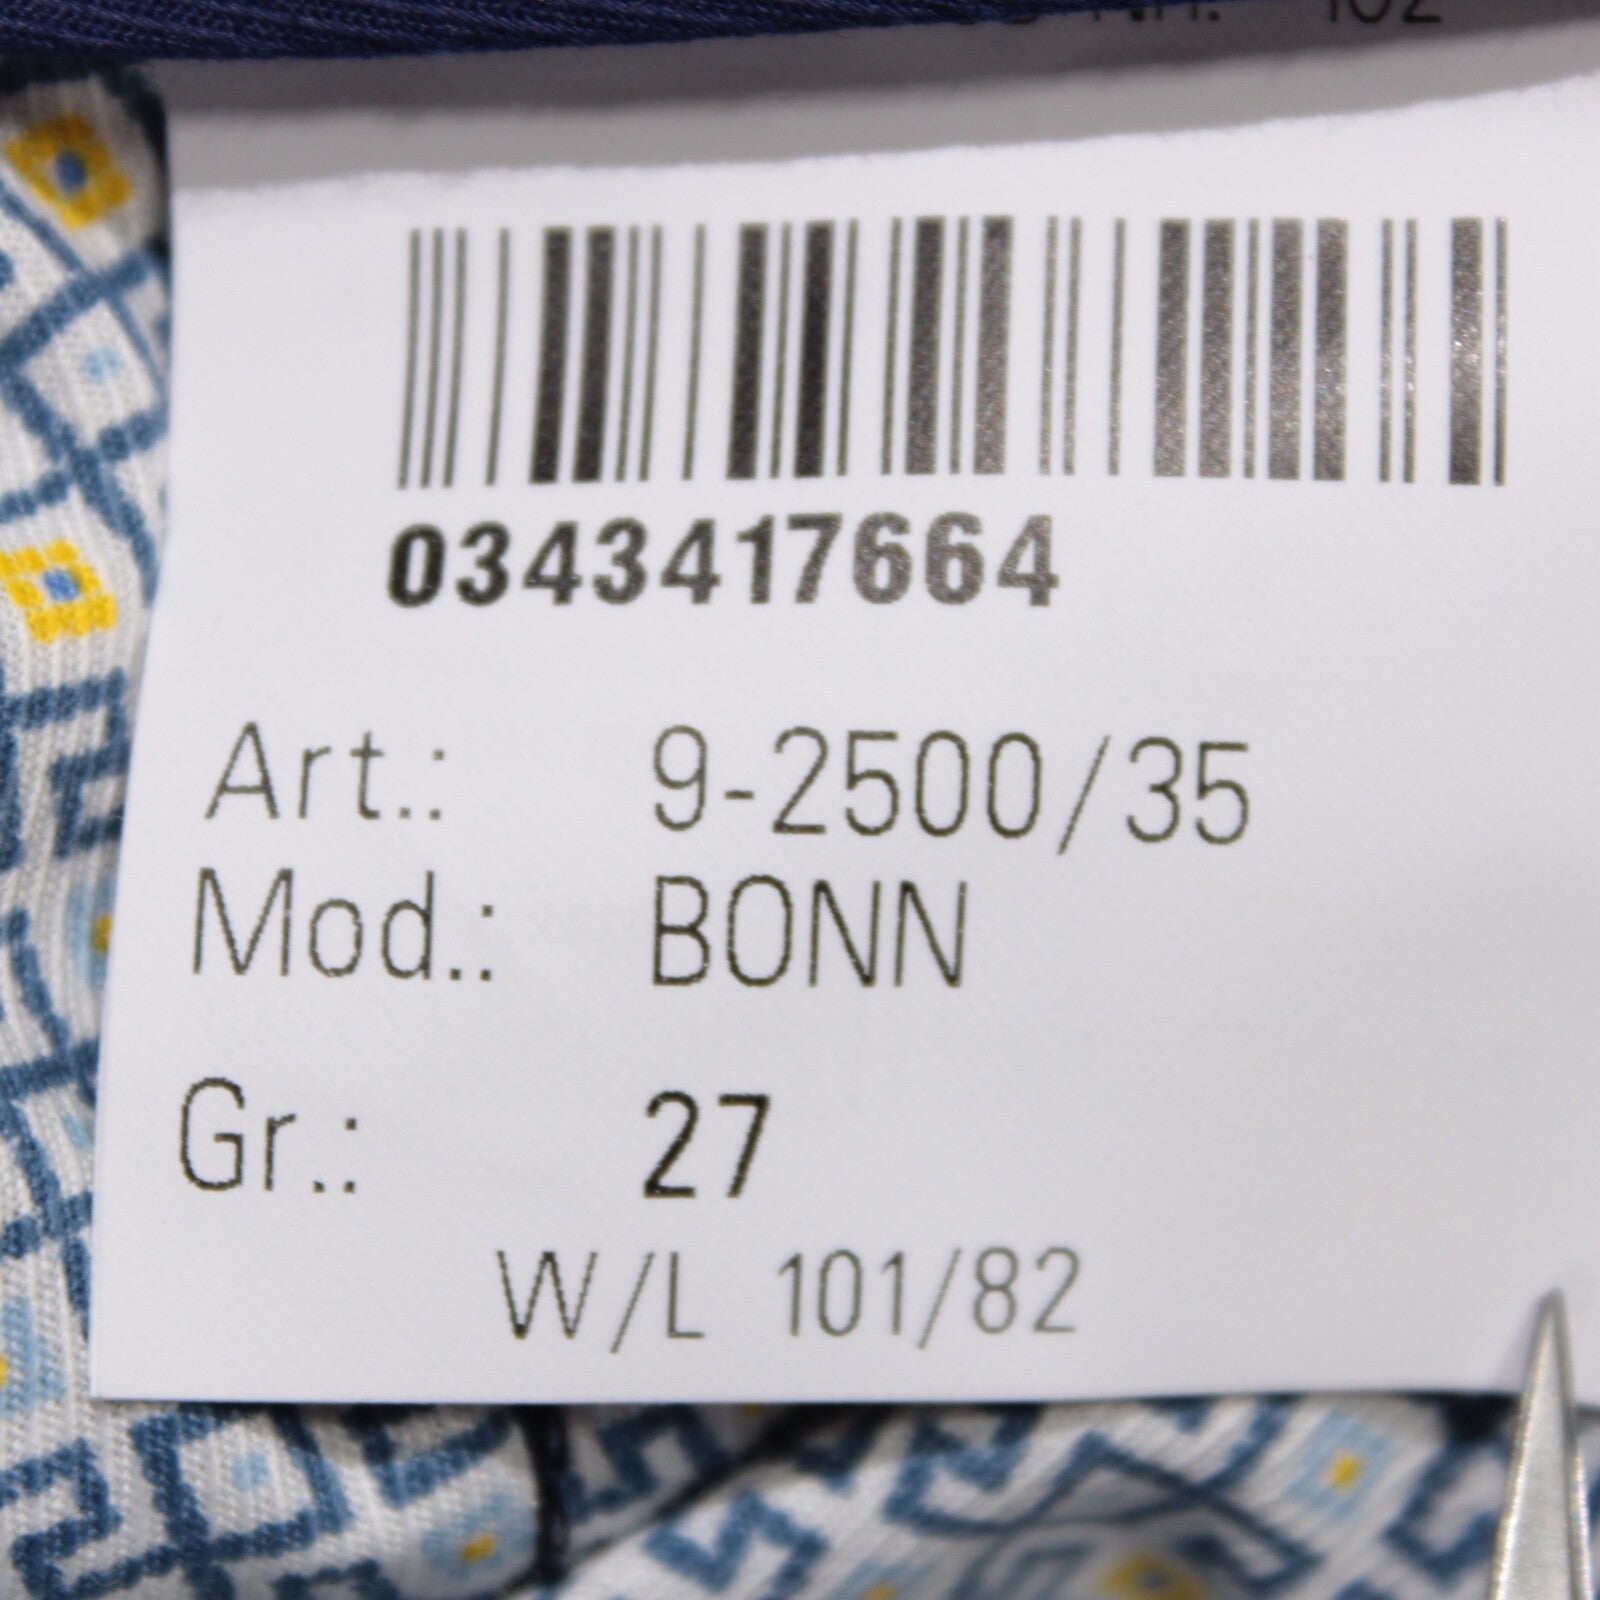 0343417664
Art.: 9-2500/35
Mod.: BONN
Gr.: 27
W/L 101/82